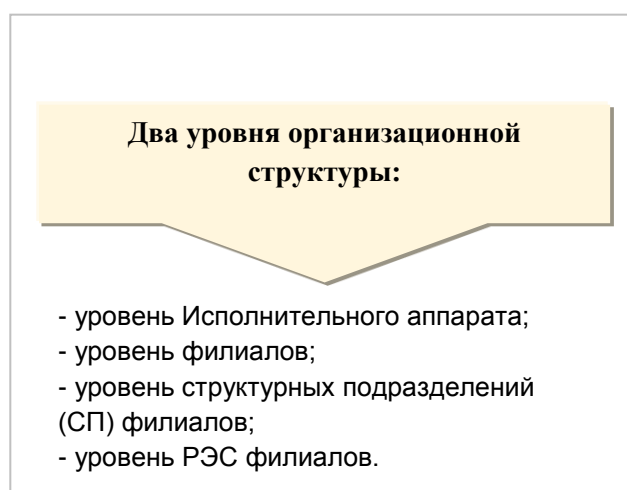 Два уровня организационной
структуры:
- уровень Исполнительного аппарата;
- уровень филиалов;
- уровень структурных подразделений
(СП) филиалов;
- уровень РЭС филиалов.